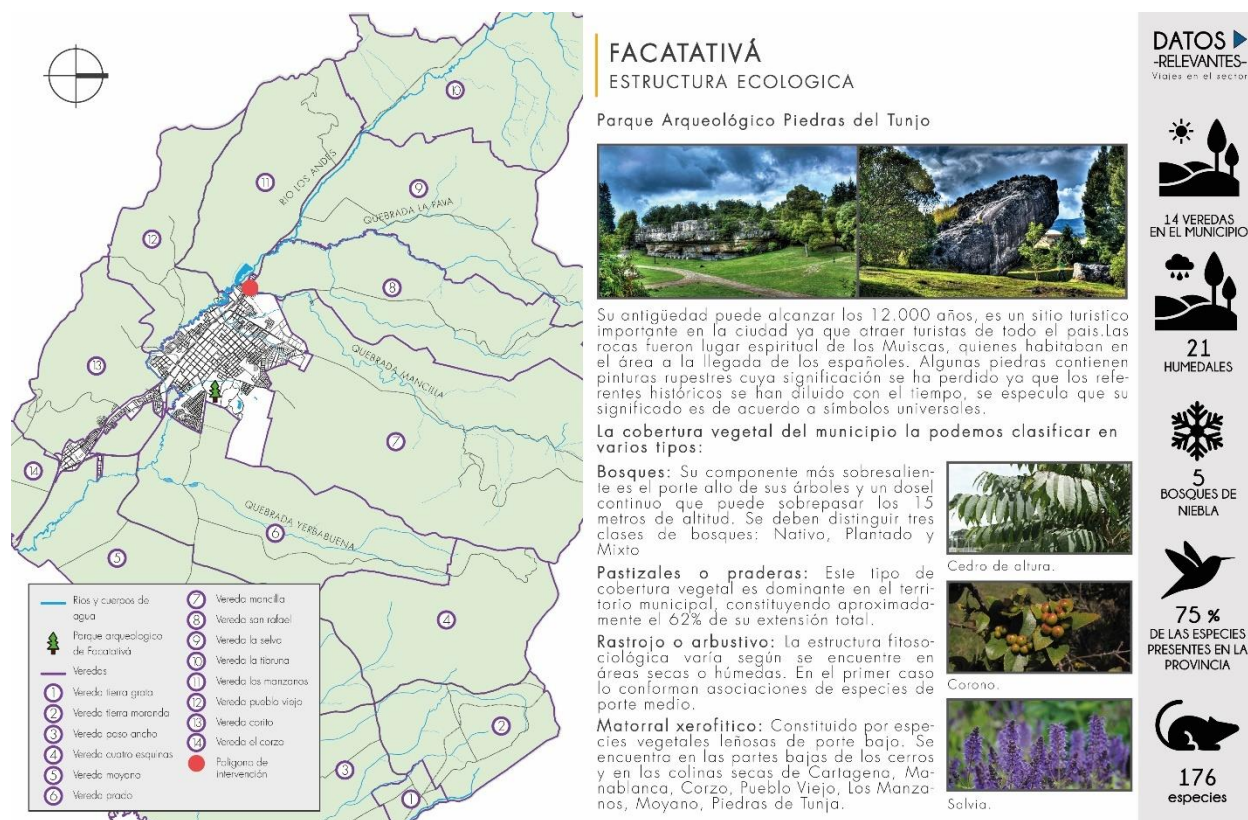 10
RIO LOS ANDES
11
9
QUEBRADA LA PAVA
12
8
13
QUEBRADA MANCILLA
7
14
QUEBRADA YERBABUENA
6
5
4
2
3
1
Rios y cuerpos de
agua
Parque arqueologico
de Facatativá
Veredas
1 Vereda tierra grata
2 Vereda tierra morada
3 Vereda paso ancho
4 Vereda cuatro esquinas
5 Vereda moyano
6 Vereda prado
7 Vereda mancilla
8 Vereda san rafael
9 Vereda la selva
10 Vereda la tibruna
11 Vereda los manzanos
12 Vereda pueblo viejo
13 Vereda corito
14 Vereda el corzo
Poligono de
intervención
FACATATIVÁ
ESTRUCTURA ECOLOGICA
Parque Arqueológico Piedras del Tunjo
Su antigüedad puede alcanzar los 12.000 años, es un sitio turistico
importante en la ciudad ya que atraer turistas de todo el pais.Las
rocas fueron lugar espiritual de los Muiscas, quienes habitaban en
el área a la llegada de los españoles. Algunas piedras contienen
pinturas rupestres cuya significación se ha perdido ya que los refe-
rentes históricos se han diluido con el tiempo, se especula que su
significado es de acuerdo a símbolos universales.
La cobertura vegetal del municipio la podemos clasificar en
varios tipos:
Bosques: Su componente más sobresalien-
te es el porte alto de sus árboles y un dosel
continuo que puede sobrepasar los 15
metros de altitud. Se deben distinguir tres
clases de bosques: Nativo, Plantado y
Mixto
Pastizales o praderas: Este tipo de
cobertura vegetal es dominante en el terri-
torio municipal, constituyendo aproximada-
mente el 62% de su extensión total.
Rastrojo o arbustivo: La estructura fitoso-
ciológica varía según se encuentre en
áreas secas o húmedas. En el primer caso
lo conforman asociaciones de especies de
porte medio.
Matorral xerofitico: Constituido por espe-
cies vegetales leñosas de porte bajo. Se
encuentra en las partes bajas de los cerros
y en las colinas secas de Cartagena, Ma-
nablanca, Corzo, Pueblo Viejo, Los Manza-
nos, Moyano, Piedras de Tunja.
Cedro de altura.
Corono.
Salvia.
DATOS
-RELEVANTES-
Viajes en el sector
14 VEREDAS
EN EL MUNICIPIO
21
HUMEDALES
5
BOSQUES DE
NIEBLA
75 %
DE LAS ESPECIES
PRESENTES EN LA
PROVINCIA
176
especies